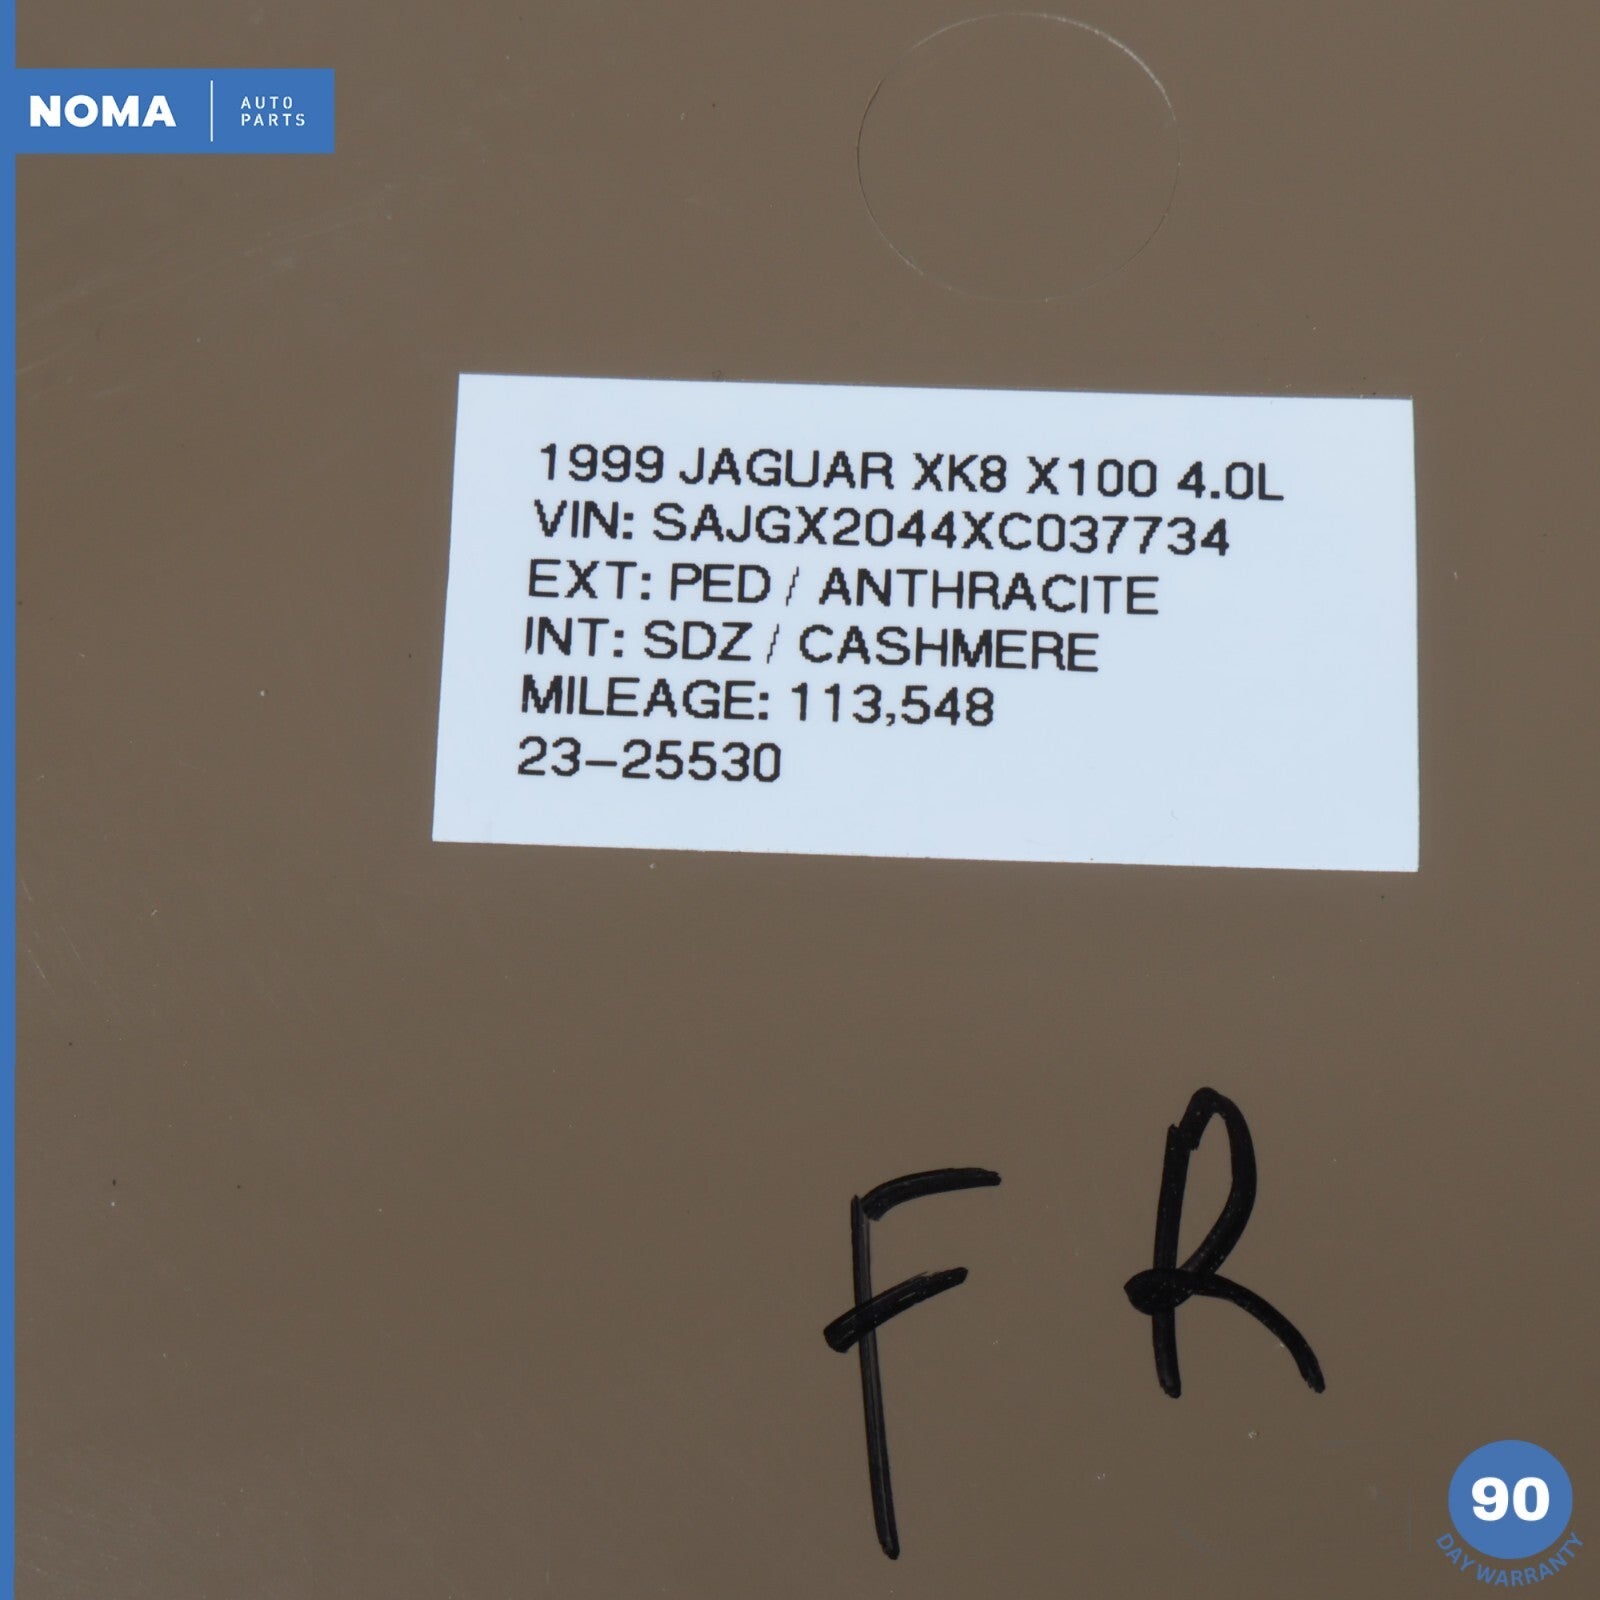 NOMA
AUTO
PARTS
1999 JAGUAR XK8 X100 4.0L
VIN: SAJGX2044XC037734
EXT: PED / ANTHRACITE
INT: SDZ / CASHMERE
MILEAGE: 113,548
23-25530
F R
90
DAY WARRANTY